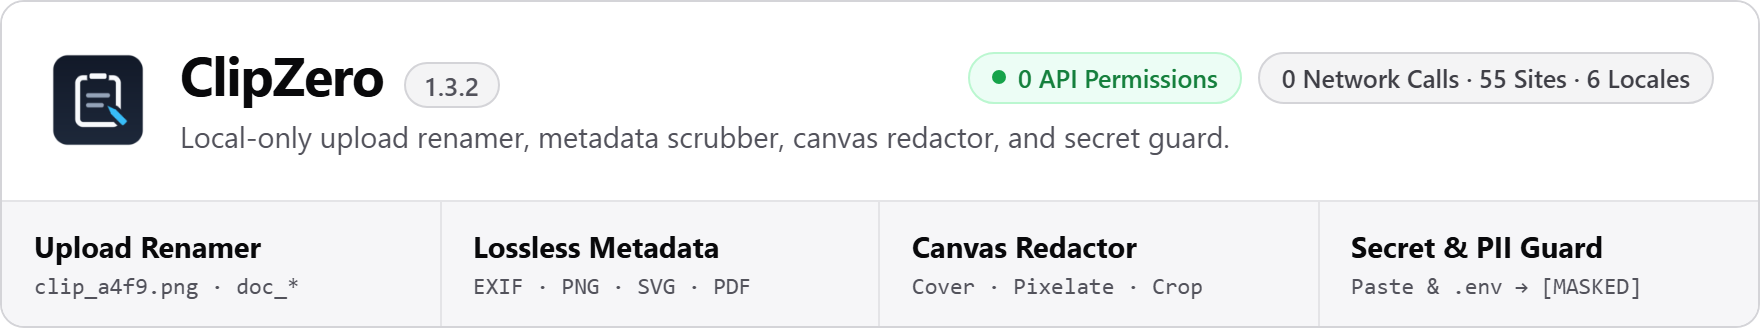 ClipZero 1.3.2
0 API Permissions
0 Network Calls · 55 Sites · 6 Locales
Local-only upload renamer, metadata scrubber, canvas redactor, and secret guard.
Upload Renamer
clip_a4f9.png · doc_*
Lossless Metadata
EXIF · PNG · SVG · PDF
Canvas Redactor
Cover · Pixelate · Crop
Secret & PII Guard
Paste & .env → [MASKED]